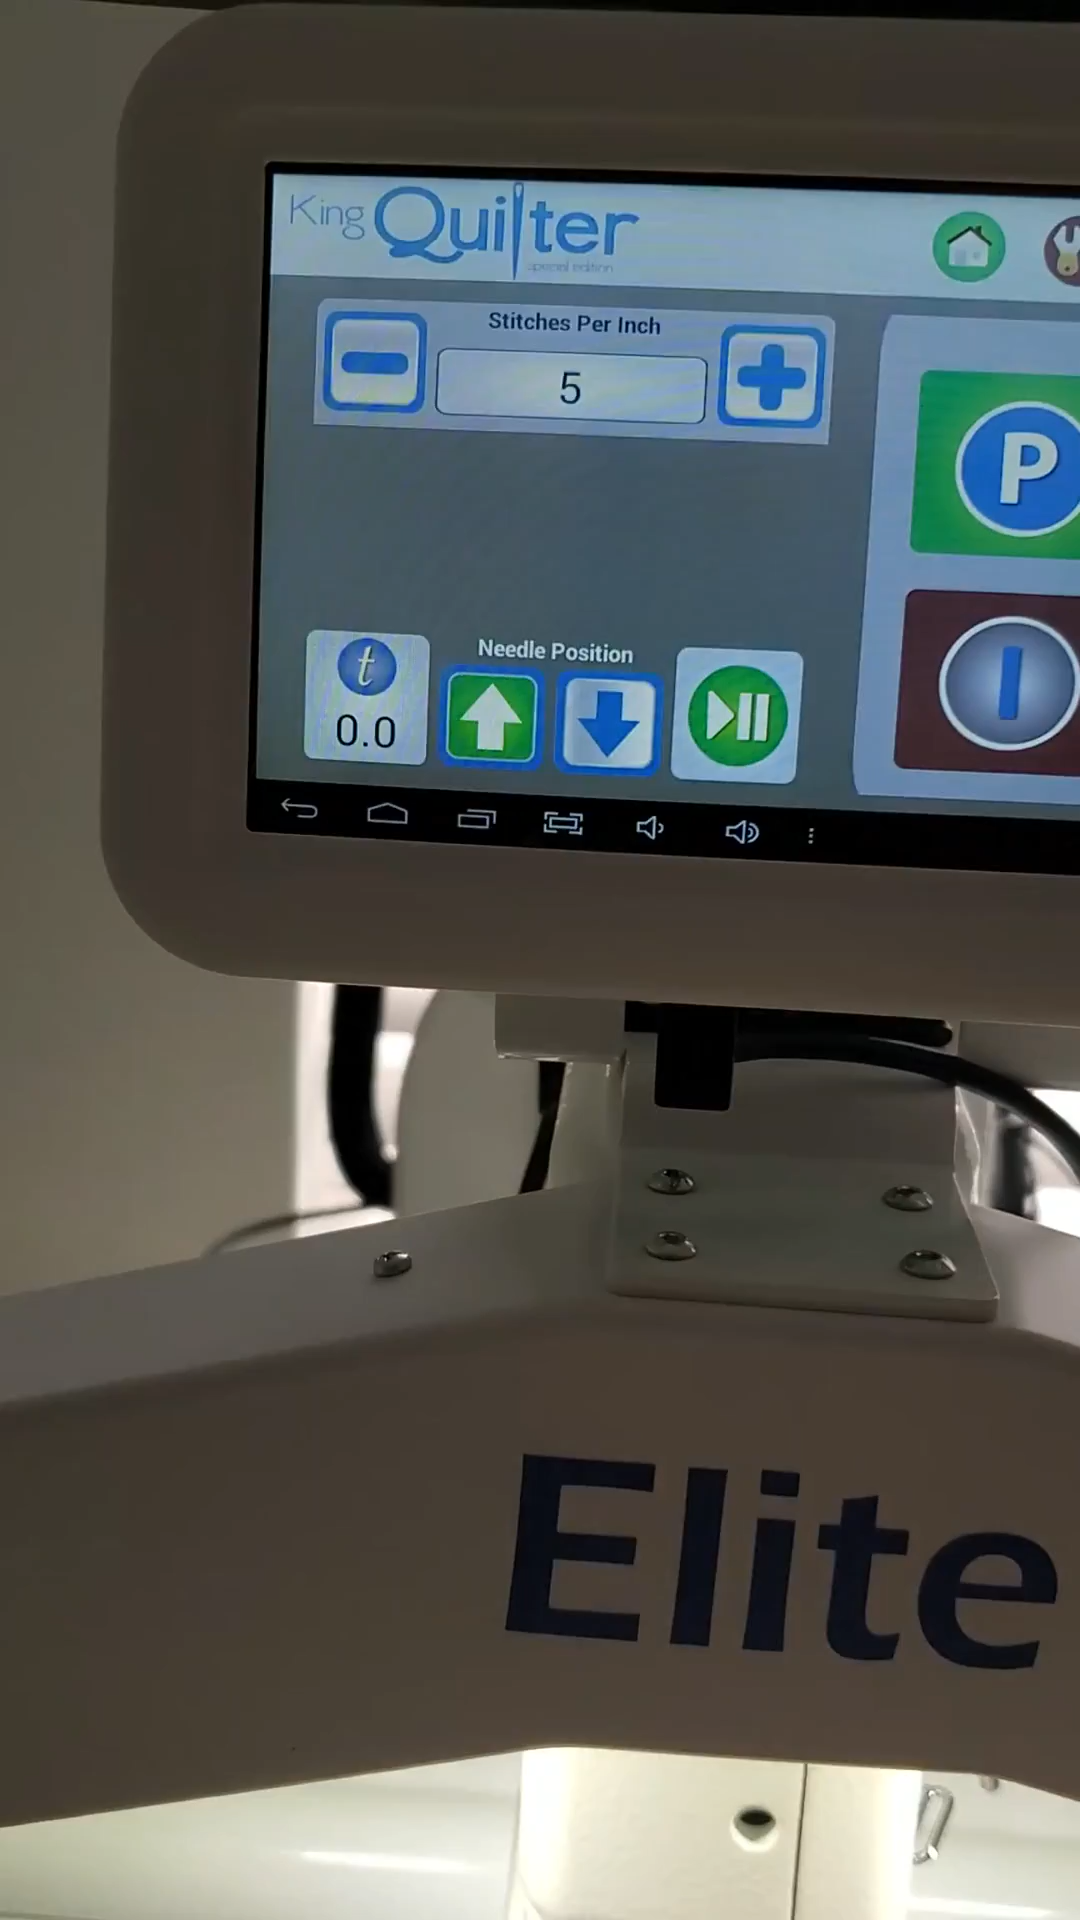 King Quilter
special edition
Stitches Per Inch
5
P
I
t
0.0
Needle Position
Elite